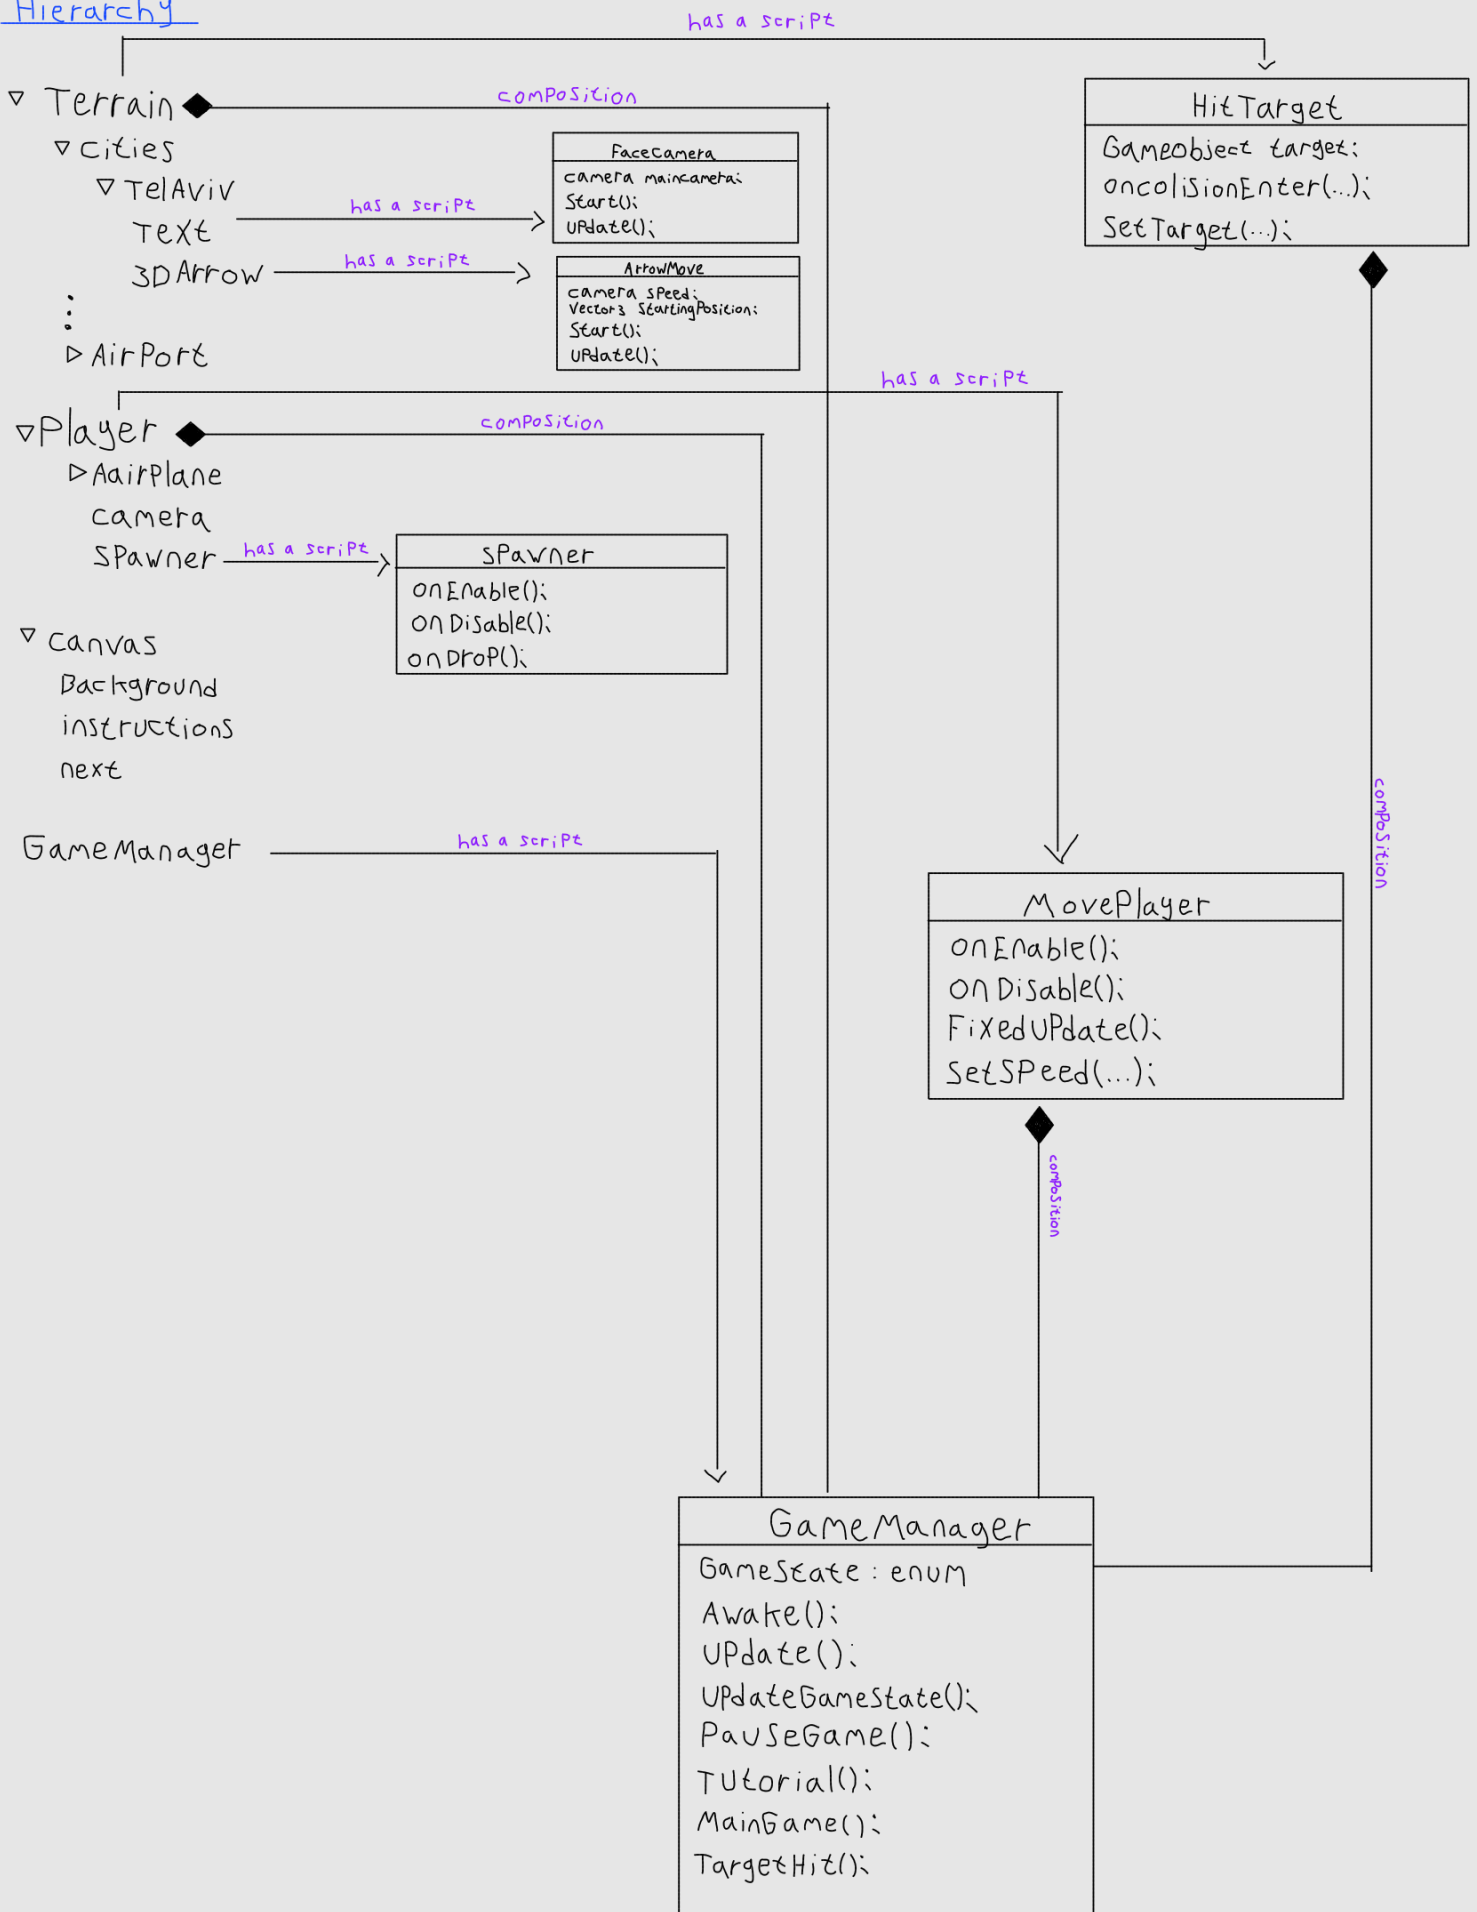 Hierarchy
has a script
Terrain
composition
HitTarget
Gameobject target;
oncolisionEnter(...);
SetTarget(...);
cities
FaceCamera
camera maincamera;
Start();
UPdate();
TelAviv
has a script
Text
3DArrow
has a script
ArrowMove
camera speed;
Vector3 StartingPosition;
Start();
UPdate();
AirPort
has a script
Player
composition
AairPlane
camera
SPawner
has a script
SPawner
onEnable();
onDisable();
onDrop();
canvas
Background
instructions
next
GameManager
has a script
composition
MovePlayer
onEnable();
onDisable();
FixedUPdate();
SetSPeed(...);
composition
GameManager
GameState : enum
Awake();
UPdate();
UPdateGameState();
PauseGame();
TUtorial();
MainGame();
TargetHit();